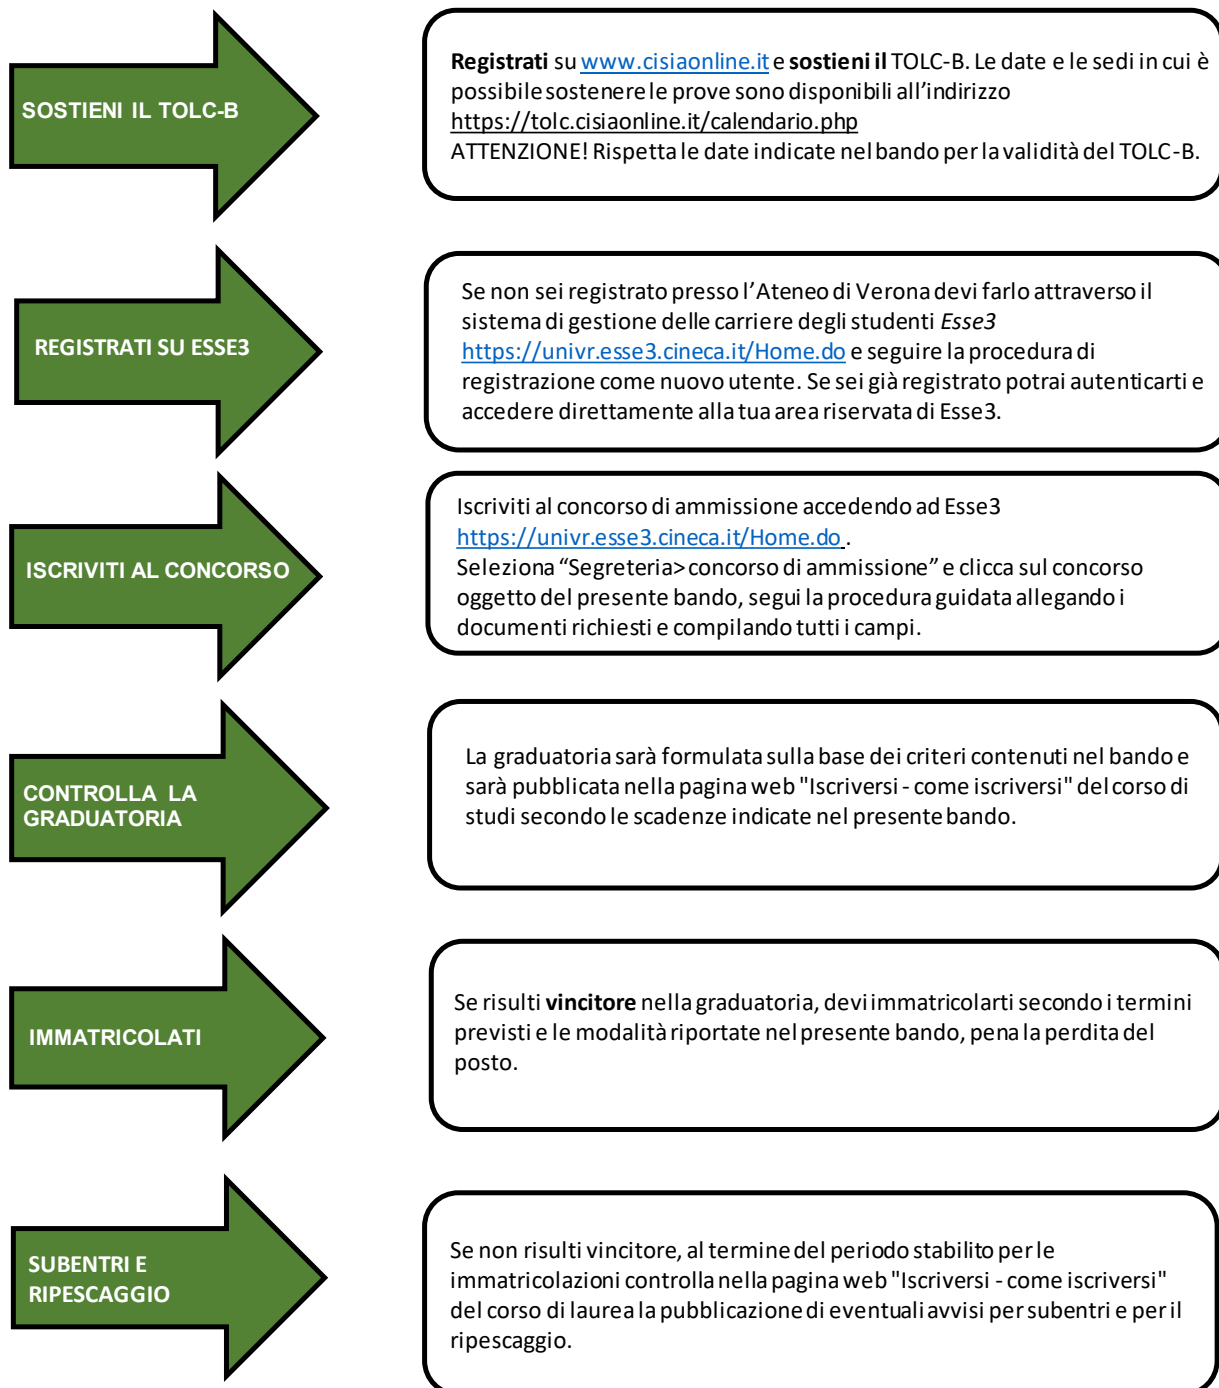 SOSTIENI IL TOLC-B
Registrati su www.cisiaonline.it e sostieni il TOLC-B. Le date e le sedi in cui è
possibile sostenere le prove sono disponibili all'indirizzo
https://tolc.cisiaonline.it/calendario.php
ATTENZIONE! Rispetta le date indicate nel bando per la validità del TOLC-B.
REGISTRATI SU ESSE3
Se non sei registrato presso l'Ateneo di Verona devi farlo attraverso il
sistema di gestione delle carriere degli studenti Esse3
https://univr.esse3.cineca.it/Home.do e seguire la procedura di
registrazione come nuovo utente. Se sei già registrato potrai autenticarti e
accedere direttamente alla tua area riservata di Esse3.
ISCRIVITI AL CONCORSO
Iscriviti al concorso di ammissione accedendo ad Esse3
https://univr.esse3.cineca.it/Home.do .
Seleziona “Segreteria> concorso di ammissione” e clicca sul concorso
oggetto del presente bando, segui la procedura guidata allegando i
documenti richiesti e compilando tutti i campi.
CONTROLLA LA
GRADUATORIA
La graduatoria sarà formulata sulla base dei criteri contenuti nel bando e
sarà pubblicata nella pagina web "Iscriversi - come iscriversi" del corso di
studi secondo le scadenze indicate nel presente bando.
IMMATRICOLATI
Se risulti vincitore nella graduatoria, devi immatricolarti secondo i termini
previsti e le modalità riportate nel presente bando, pena la perdita del
posto.
SUBENTRI E
RIPESCAGGIO
Se non risulti vincitore, al termine del periodo stabilito per le
immatricolazioni controlla nella pagina web "Iscriversi - come iscriversi"
del corso di laurea la pubblicazione di eventuali avvisi per subentri e per il
ripescaggio.